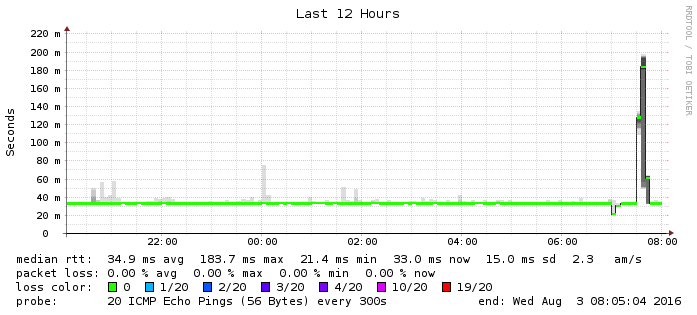 Last 12 Hours
RRDTOOL / TOBI OETIKER
Seconds
220 m
200 m
180 m
160 m
140 m
120 m
100 m
80 m
60 m
40 m
20 m
0
22:00 00:00 02:00 04:00 06:00 08:00
median rtt: 34.9 ms avg 183.7 ms max 21.4 ms min 33.0 ms now 15.0 ms sd 2.3 am/s
packet loss: 0.00 % avg 0.00 % max 0.00 % min 0.00 % now
loss color: 0 1/20 2/20 3/20 4/20 10/20 19/20
probe: 20 ICMP Echo Pings (56 Bytes) every 300s end: Wed Aug 3 08:05:04 2016